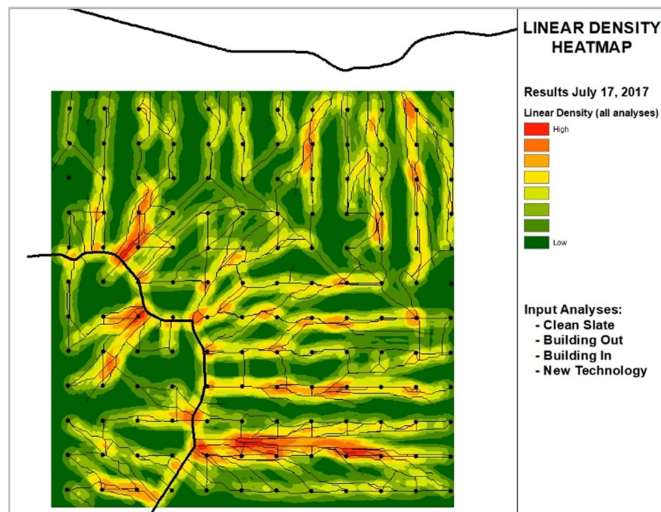 LINEAR DENSITY
HEATMAP
Results July 17, 2017
Linear Density (all analyses)
High
Low
Input Analyses:
- Clean Slate
- Building Out
- Building In
- New Technology